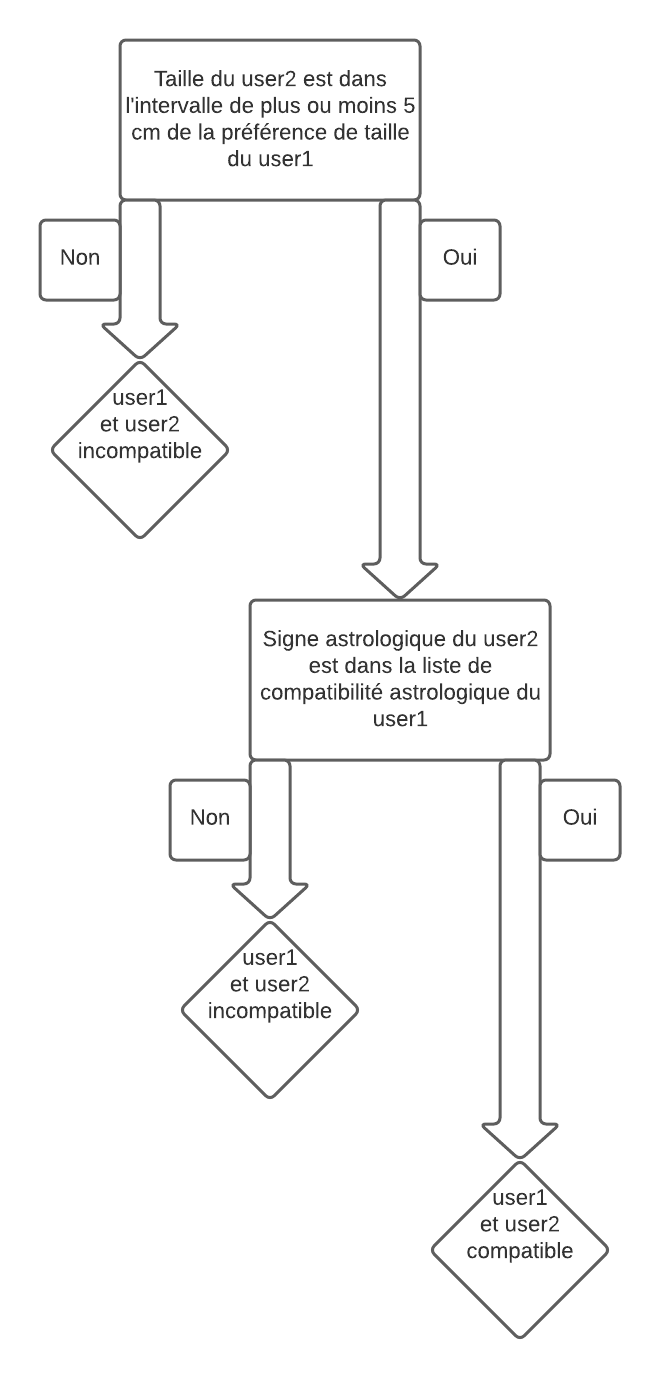 Taille du user2 est dans
l'intervalle de plus ou moins 5
cm de la préférence de taille
du user1
Non
Oui
user1
et user2
incompatible
Signe astrologique du user2
est dans la liste de
compatibilité astrologique du
user1
Non
Oui
user1
et user2
incompatible
user1
et user2
compatible